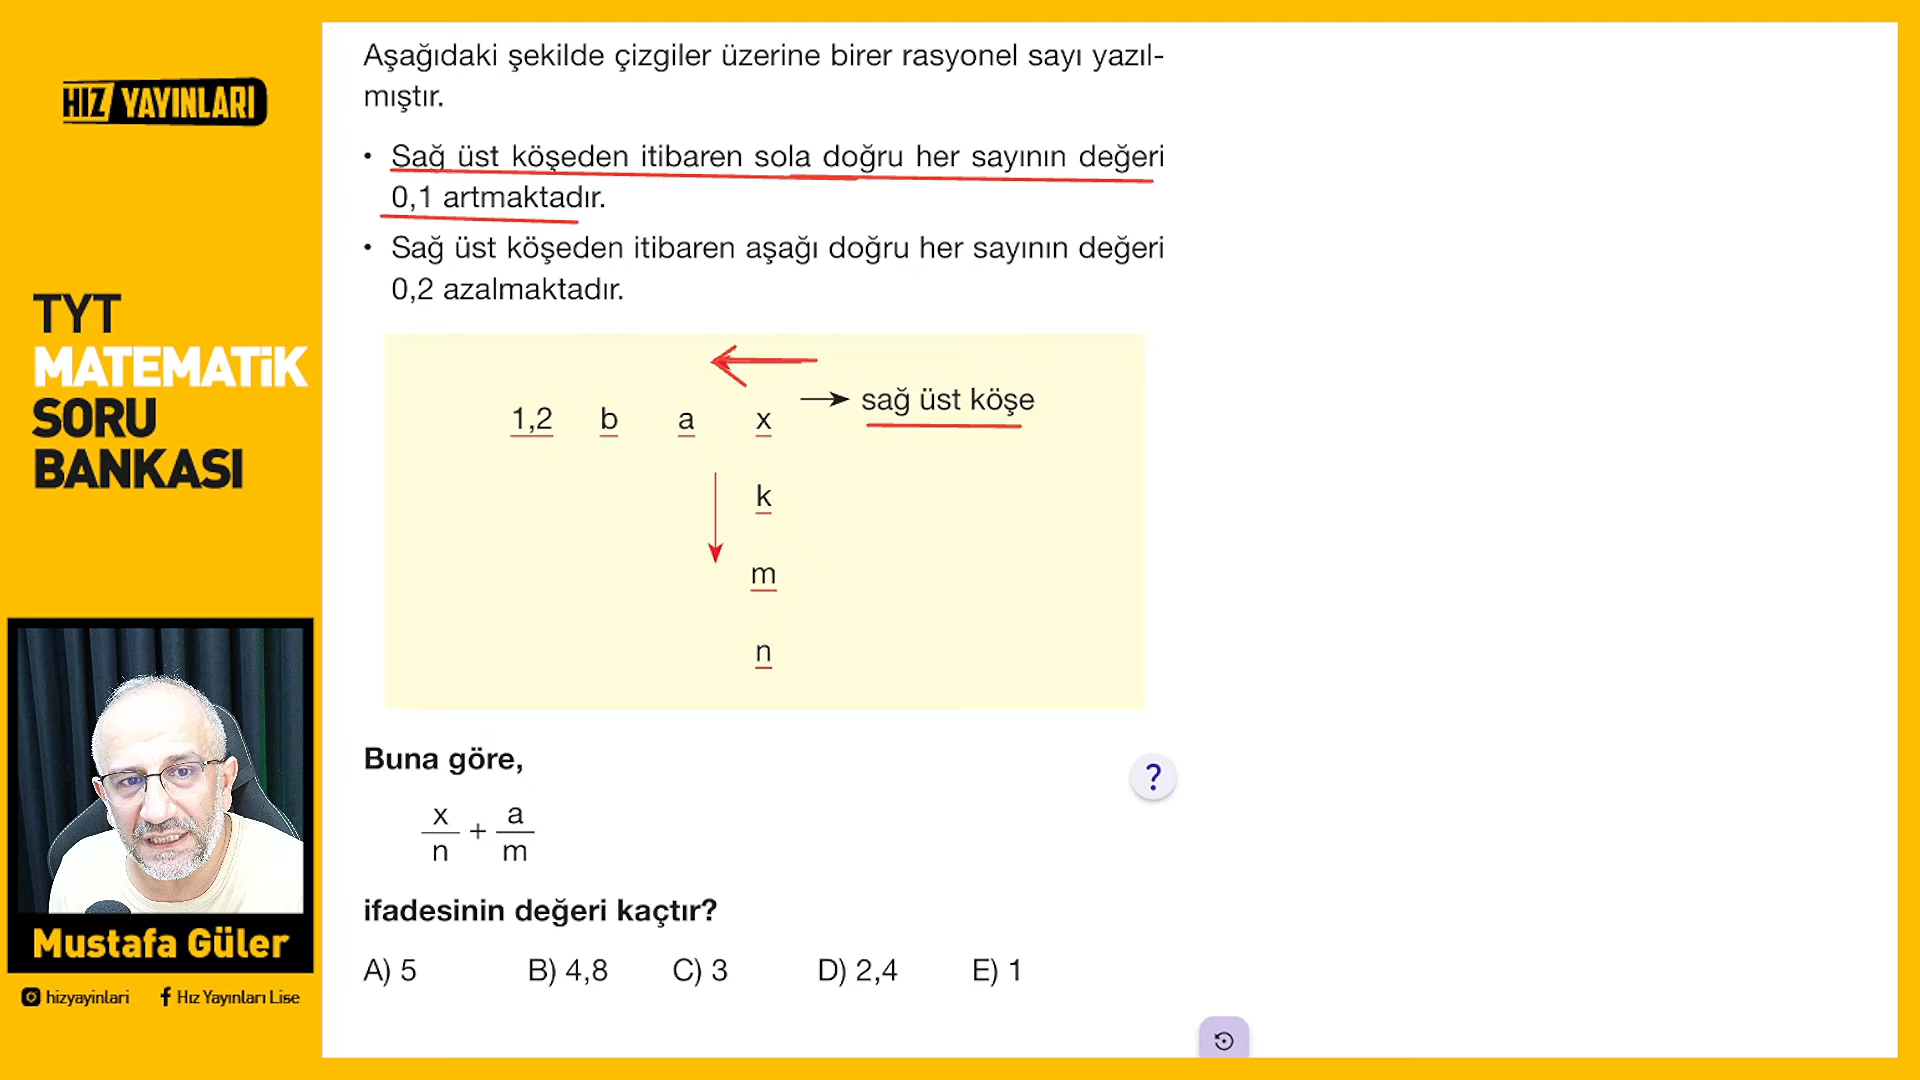 HIZ YAYINLARI
TYT
MATEMATİK
SORU
BANKASI
Mustafa Güler
hizyayinlari
Hız Yayınları Lise
Aşağıdaki şekilde çizgiler üzerine birer rasyonel sayı yazıl-
mıştır.
• Sağ üst köşeden itibaren sola doğru her sayının değeri
0,1 artmaktadır.
• Sağ üst köşeden itibaren aşağı doğru her sayının değeri
0,2 azalmaktadır.
1,2 b a x → sağ üst köşe
k
m
n
Buna göre,
x/n + a/m
ifadesinin değeri kaçtır?
A) 5 B) 4,8 C) 3 D) 2,4 E) 1
?